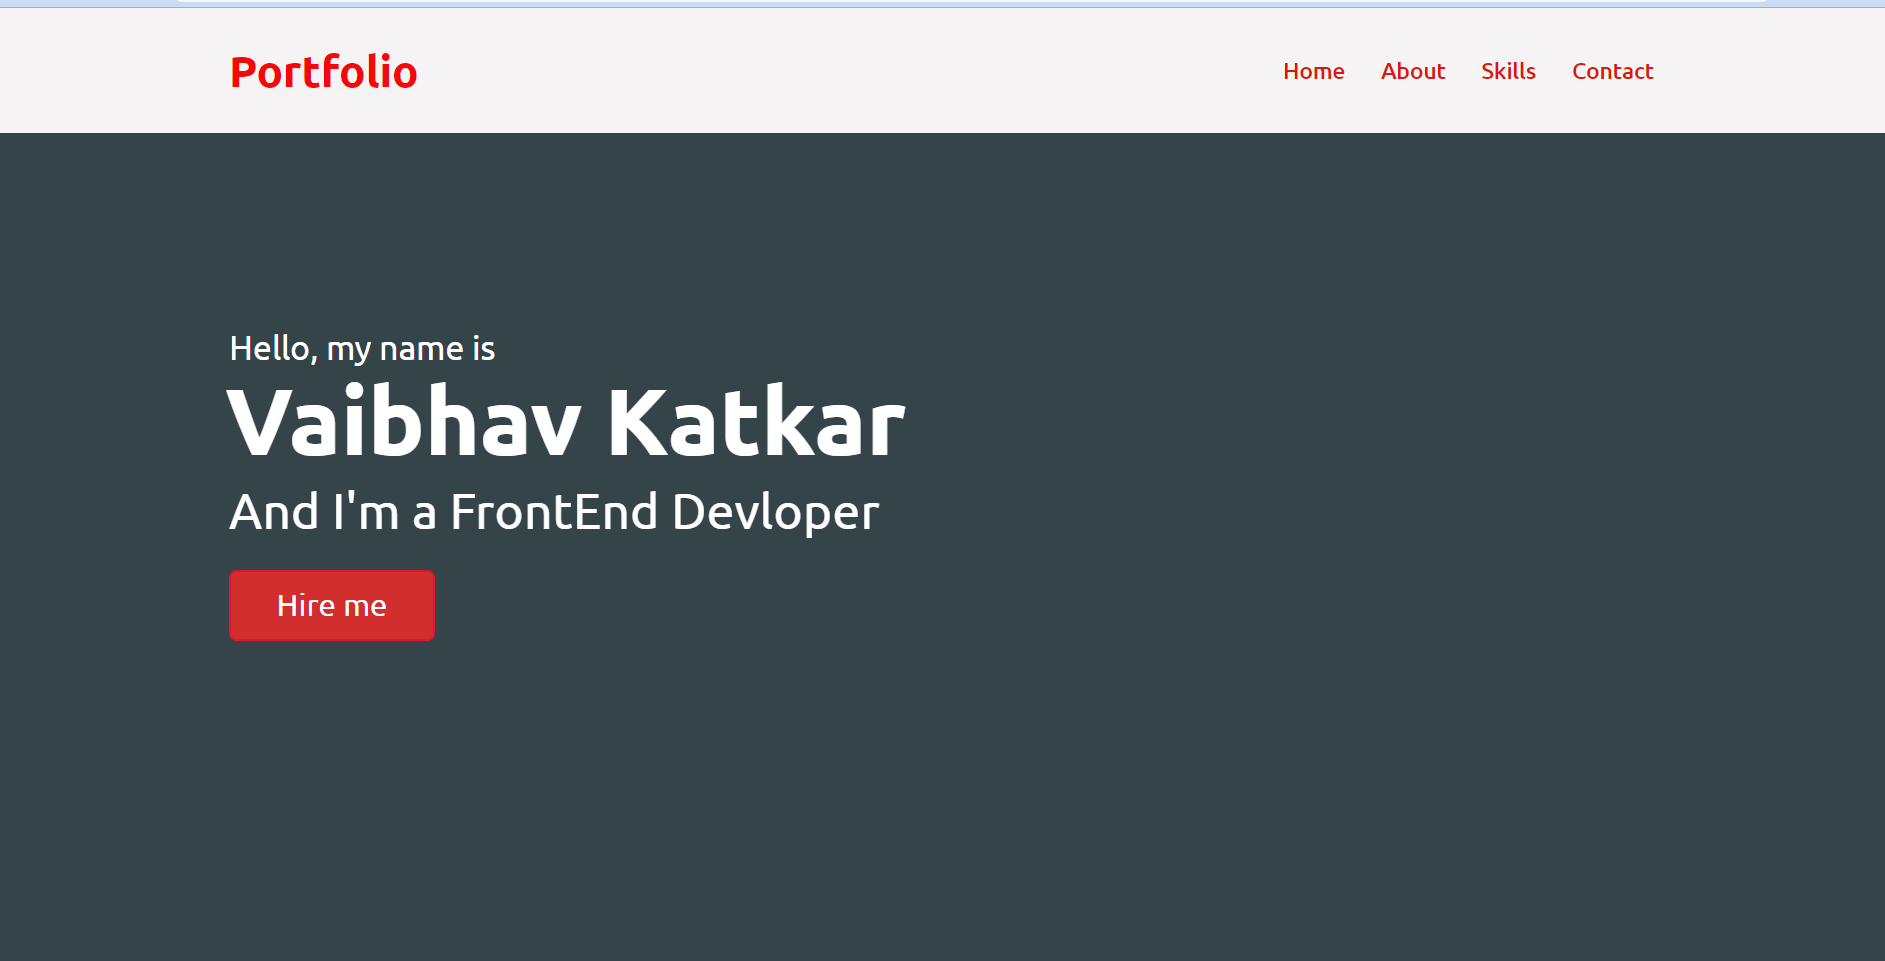 Portfolio
Home About Skills Contact
Hello, my name is
Vaibhav Katkar
And I'm a FrontEnd Devloper
Hire me